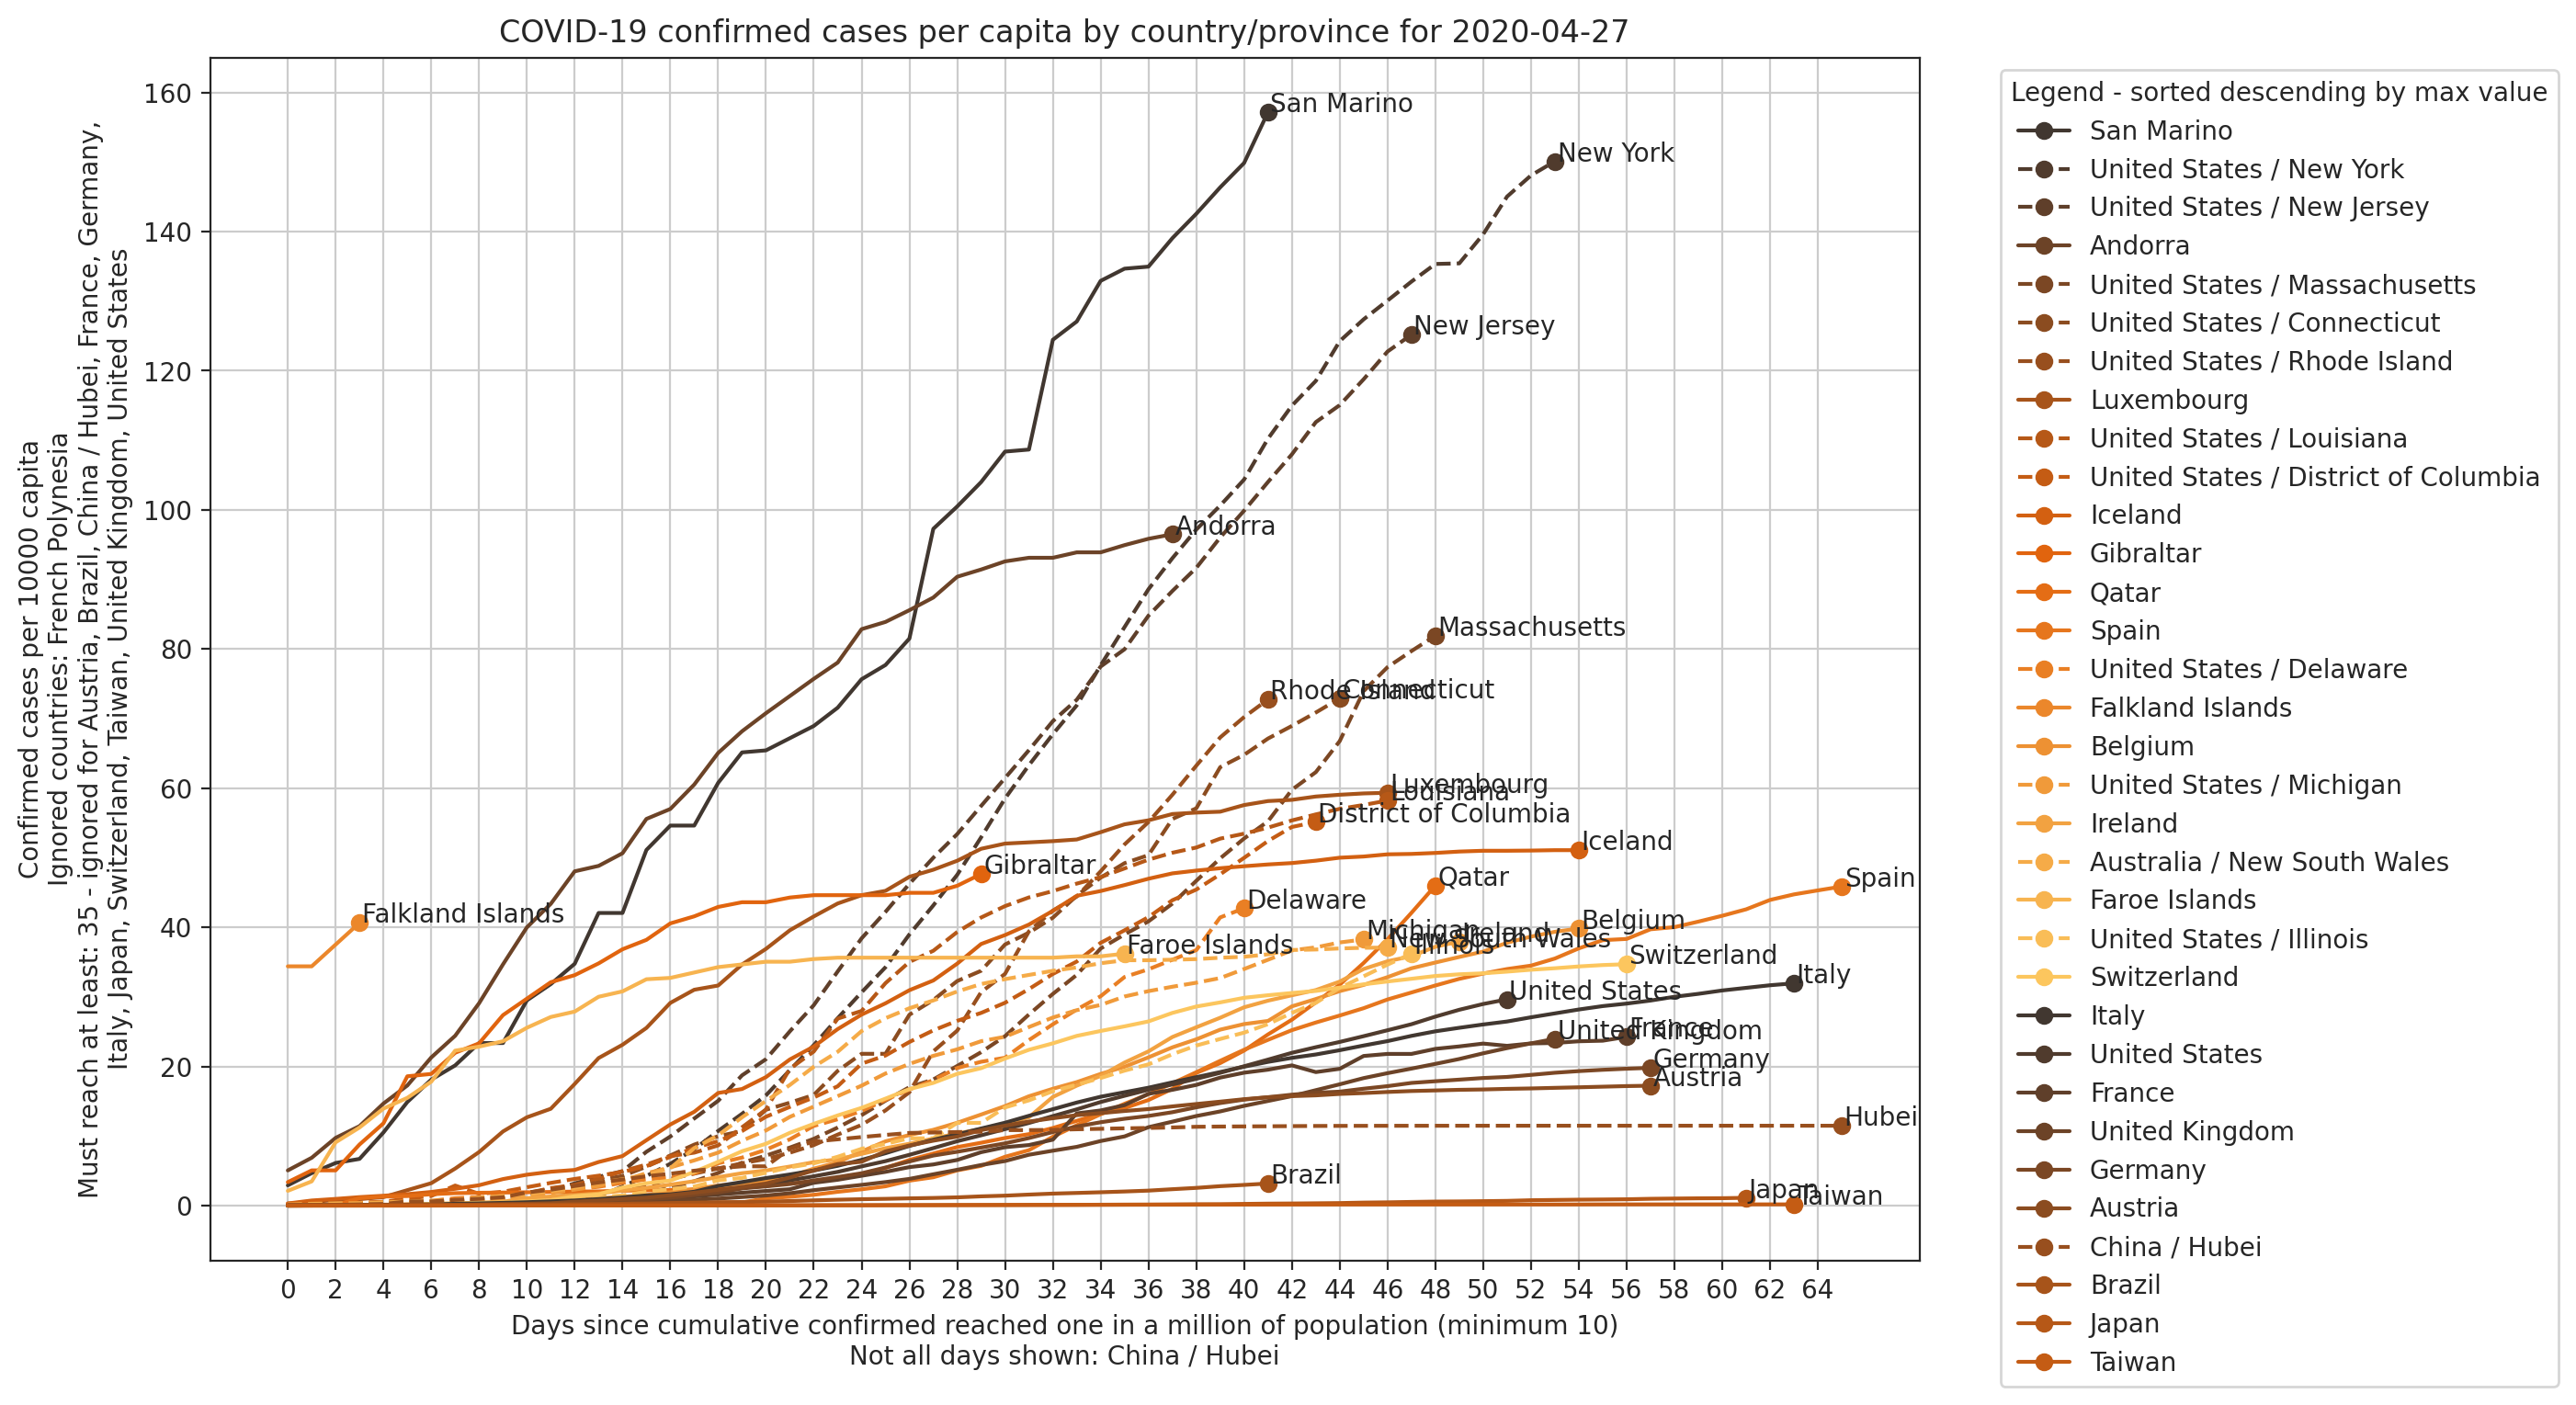 COVID-19 confirmed cases per capita by country/province for 2020-04-27
Confirmed cases per 10000 capita
Ignored countries: French Polynesia
Must reach at least: 35 - ignored for Austria, Brazil, China / Hubei, France, Germany,
Italy, Japan, Switzerland, Taiwan, United Kingdom, United States
160
140
120
100
80
60
40
20
0
San Marino
New York
New Jersey
Andorra
Massachusetts
Rhode Island
Connecticut
Luxembourg
Louisiana
District of Columbia
Iceland
Gibraltar
Qatar
Spain
Delaware
Falkland Islands
Belgium
Michigan
Ireland
New South Wales
Illinois
Faroe Islands
Switzerland
Italy
United States
France
United Kingdom
Germany
Austria
Hubei
Brazil
Japan
Taiwan
0 2 4 6 8 10 12 14 16 18 20 22 24 26 28 30 32 34 36 38 40 42 44 46 48 50 52 54 56 58 60 62 64
Days since cumulative confirmed reached one in a million of population (minimum 10)
Not all days shown: China / Hubei
Legend - sorted descending by max value
San Marino
United States / New York
United States / New Jersey
Andorra
United States / Massachusetts
United States / Connecticut
United States / Rhode Island
Luxembourg
United States / Louisiana
United States / District of Columbia
Iceland
Gibraltar
Qatar
Spain
United States / Delaware
Falkland Islands
Belgium
United States / Michigan
Ireland
Australia / New South Wales
Faroe Islands
United States / Illinois
Switzerland
Italy
United States
France
United Kingdom
Germany
Austria
China / Hubei
Brazil
Japan
Taiwan